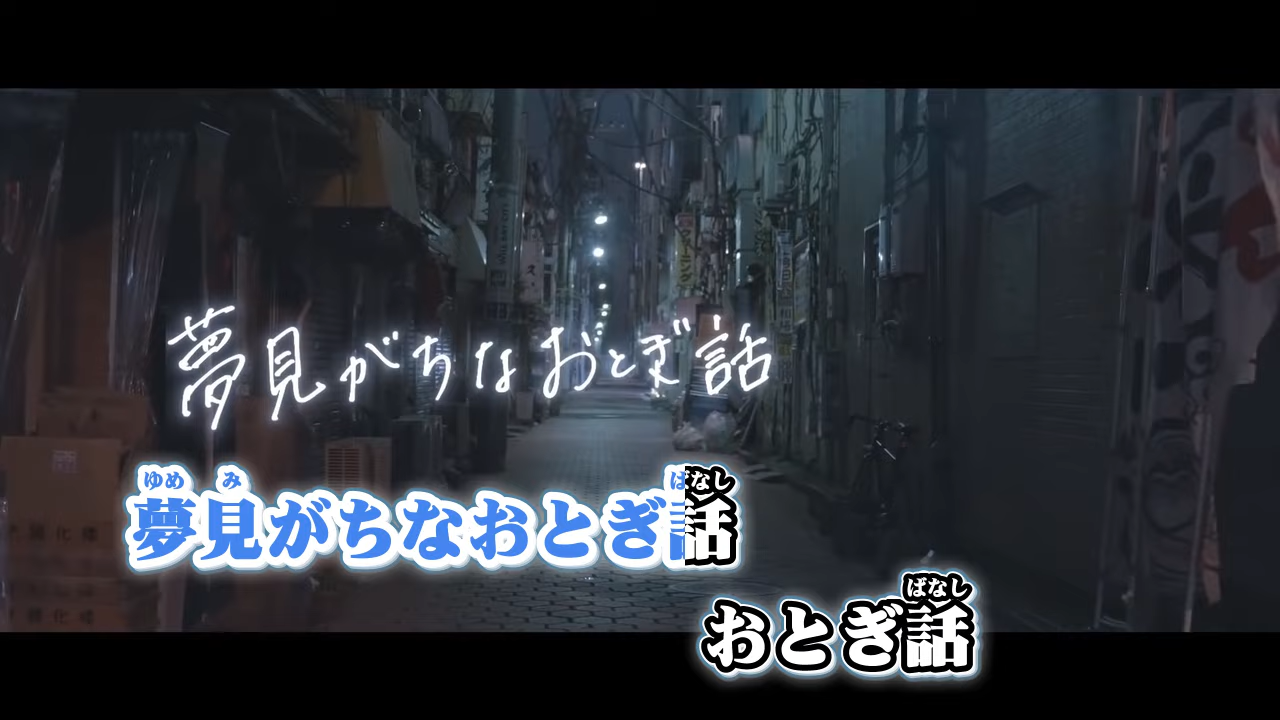 夢見がちなおとぎ話
ゆめ み ばなし
夢見がちなおとぎ話
ばなし
おとぎ話